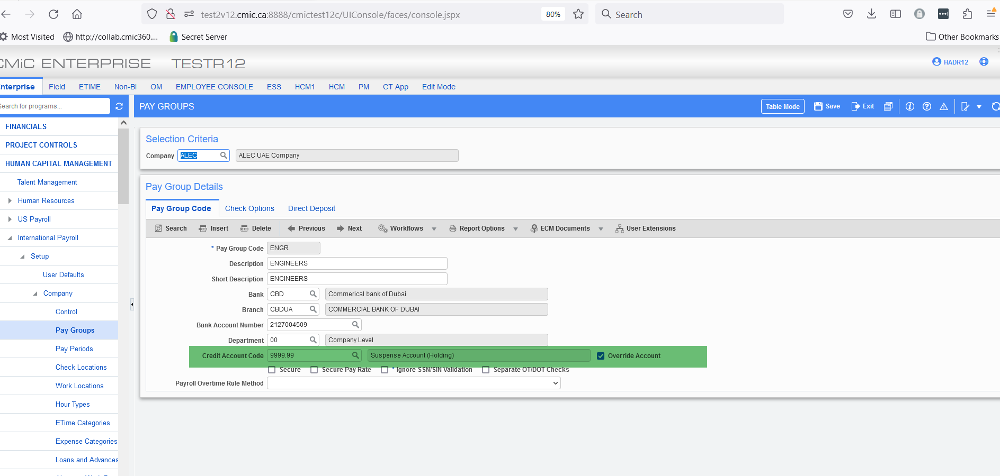 test2v12.cmic.ca:8888/cmictest12c/UIConsole/faces/console.jspx 80% Search
Most Visited http://collab.cmic360.... Secret Server Other Bookmarks
CMiC ENTERPRISE TESTR12 HADR12
Enterprise Field ETIME Non-BI OM EMPLOYEE CONSOLE ESS HCM1 HCM PM CT App Edit Mode
Search for programs... PAY GROUPS Table Mode Save Exit
FINANCIALS
PROJECT CONTROLS
HUMAN CAPITAL MANAGEMENT
Talent Management
Human Resources
US Payroll
International Payroll
Setup
User Defaults
Company
Control
Pay Groups
Pay Periods
Check Locations
Work Locations
Hour Types
ETime Categories
Expense Categories
Loans and Advances
Selection Criteria
Company ALEC ALEC UAE Company
Pay Group Details
Pay Group Code Check Options Direct Deposit
Search Insert Delete Previous Next Workflows Report Options ECM Documents User Extensions
* Pay Group Code ENGR
Description ENGINEERS
Short Description ENGINEERS
Bank CBD Commerical bank of Dubai
Branch CBDUA COMMERCIAL BANK OF DUBAI
Bank Account Number 2127004509
Department 00 Company Level
Credit Account Code 9999.99 Suspense Account (Holding) Override Account
Secure Secure Pay Rate * Ignore SSN/SIN Validation Separate OT/DOT Checks
Payroll Overtime Rule Method